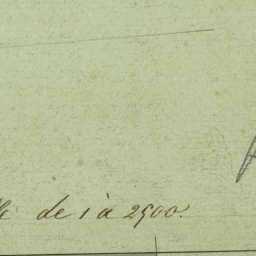 de 1 à 2500.